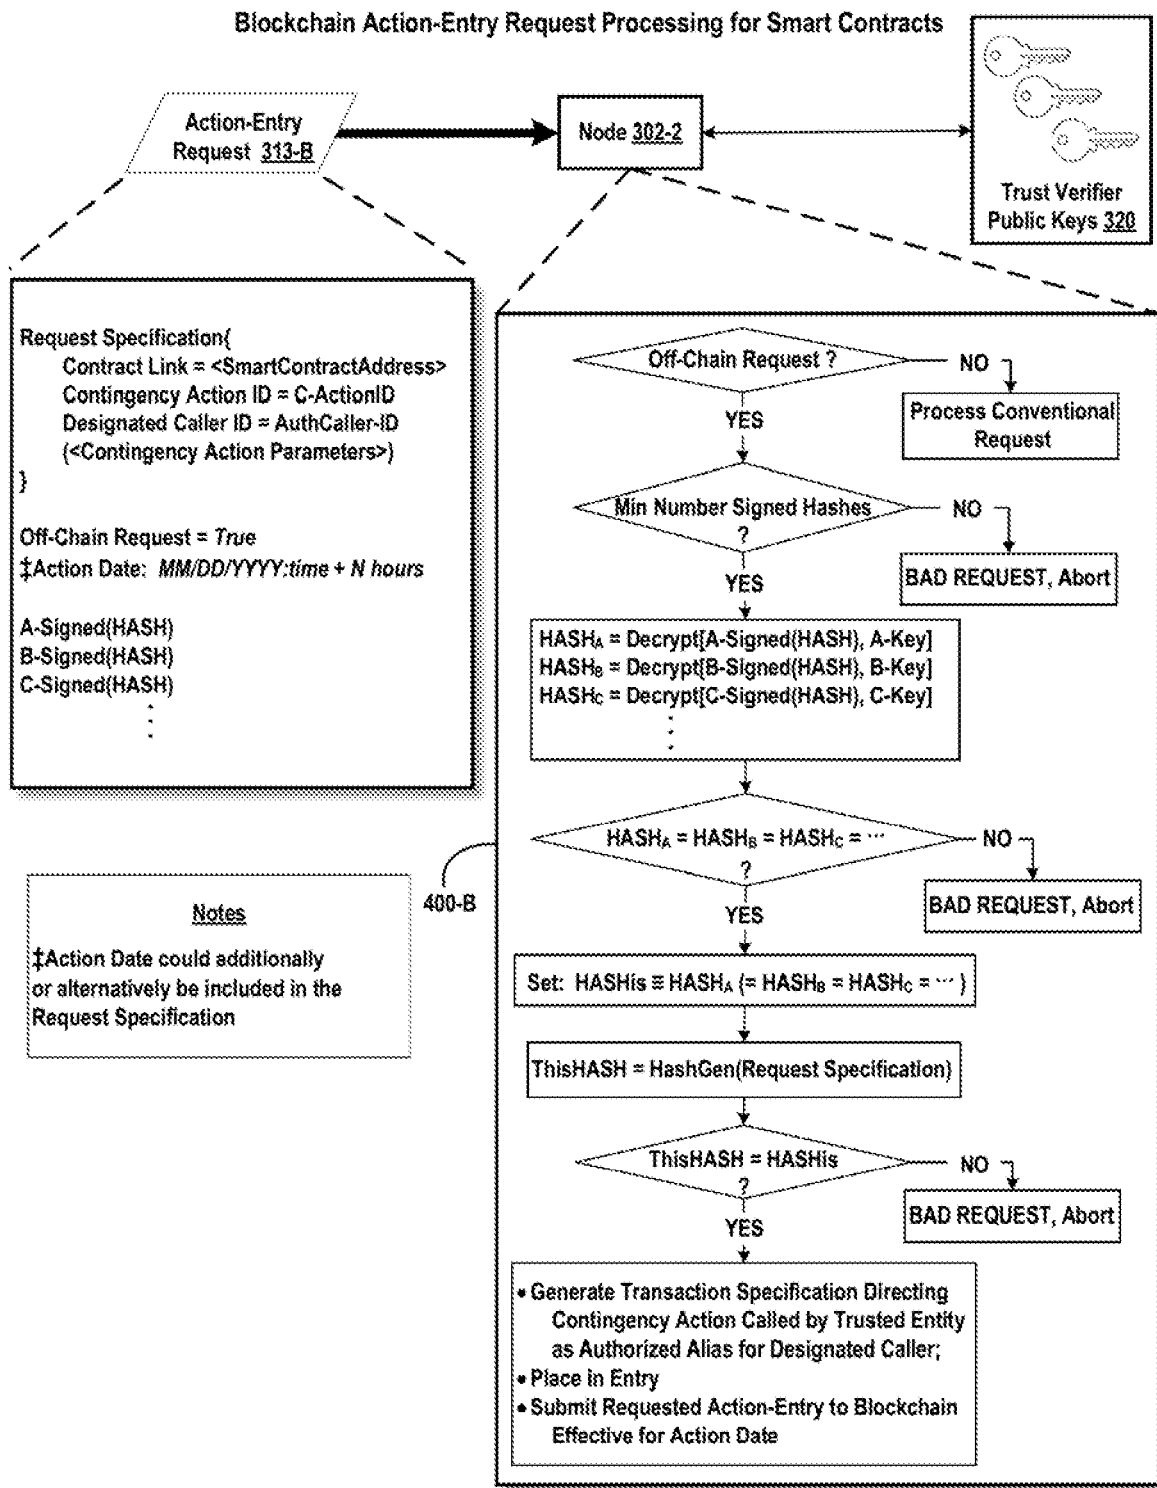 Blockchain Action-Entry Request Processing for Smart Contracts
Action-Entry
Request 313-B
Node 302-2
Trust Verifier
Public Keys 320
Request Specification{
Contract Link = <SmartContractAddress>
Contingency Action ID = C-ActionID
Designated Caller ID = AuthCaller-ID
(<Contingency Action Parameters>)
}
Off-Chain Request = True
‡Action Date: MM/DD/YYYY:time + N hours
A-Signed(HASH)
B-Signed(HASH)
C-Signed(HASH)
⋮
Notes
‡Action Date could additionally
or alternatively be included in the
Request Specification
400-B
Off-Chain Request ?
NO
Process Conventional
Request
YES
Min Number Signed Hashes
?
NO
BAD REQUEST, Abort
YES
HASHA = Decrypt[A-Signed(HASH), A-Key]
HASHB = Decrypt[B-Signed(HASH), B-Key]
HASHC = Decrypt[C-Signed(HASH), C-Key]
⋮
HASHA = HASHB = HASHC = ···
?
NO
BAD REQUEST, Abort
YES
Set: HASHis ≡ HASHA (= HASHB = HASHC = ··· )
ThisHASH = HashGen(Request Specification)
ThisHASH = HASHis
?
NO
BAD REQUEST, Abort
YES
• Generate Transaction Specification Directing
Contingency Action Called by Trusted Entity
as Authorized Alias for Designated Caller;
• Place in Entry
• Submit Requested Action-Entry to Blockchain
Effective for Action Date